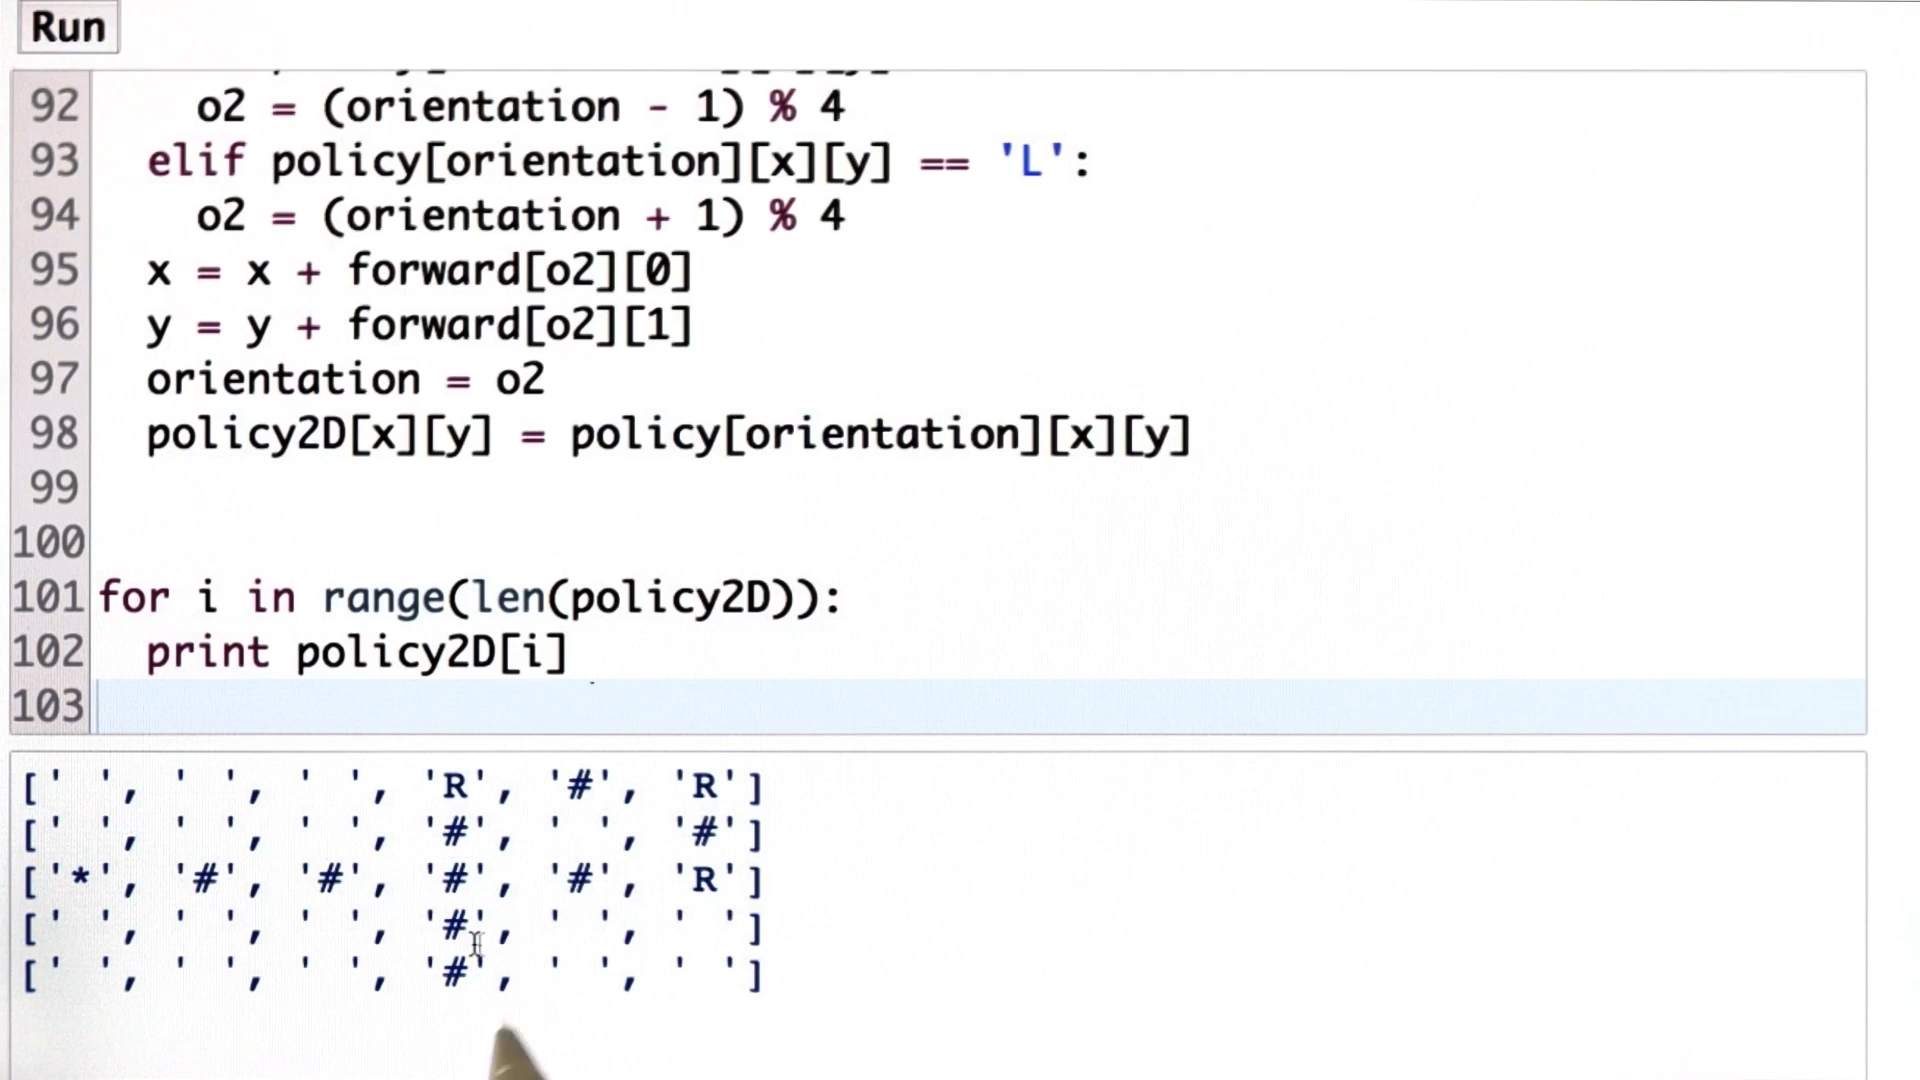 Run
92 o2 = (orientation - 1) % 4
93 elif policy[orientation][x][y] == 'L':
94 o2 = (orientation + 1) % 4
95 x = x + forward[o2][0]
96 y = y + forward[o2][1]
97 orientation = o2
98 policy2D[x][y] = policy[orientation][x][y]
99
100
101 for i in range(len(policy2D)):
102 print policy2D[i]
103
[' ', ' ', ' ', 'R', '#', 'R']
[' ', ' ', ' ', '#', ' ', '#']
['*', '#', '#', '#', '#', 'R']
[' ', ' ', ' ', '#', ' ', ' ']
[' ', ' ', ' ', '#', ' ', ' ']